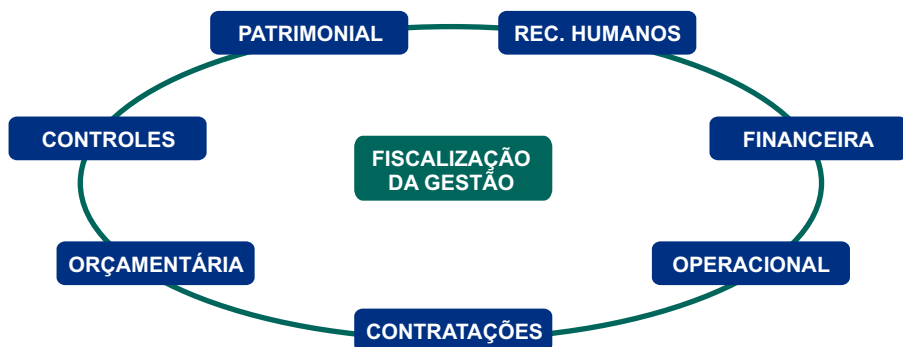 PATRIMONIAL
REC. HUMANOS
CONTROLES
FINANCEIRA
FISCALIZAÇÃO
DA GESTÃO
ORÇAMENTÁRIA
OPERACIONAL
CONTRATAÇÕES